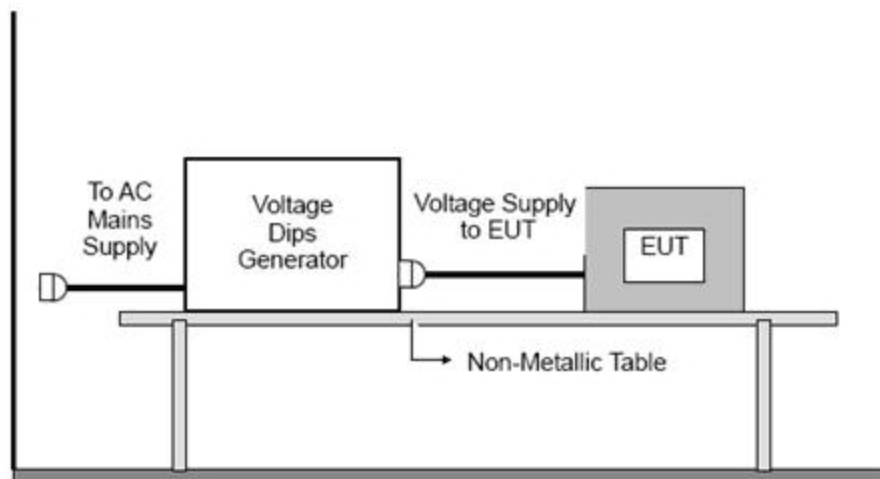 To AC
Mains
Supply
Voltage
Dips
Generator
Voltage Supply
to EUT
EUT
Non-Metallic Table